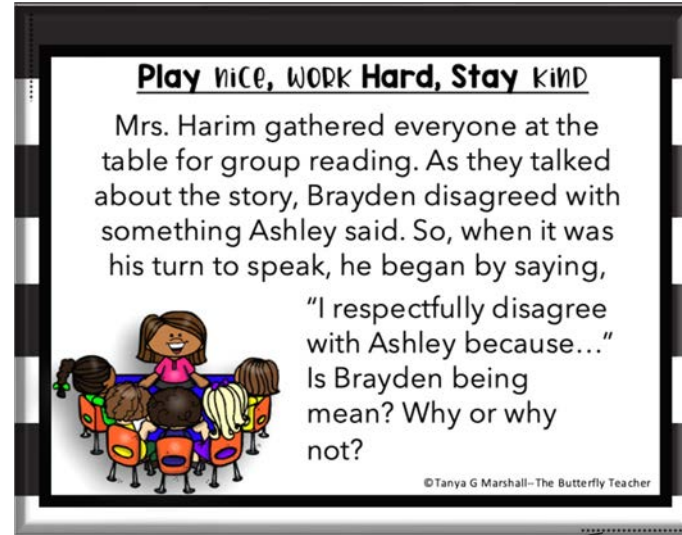 Play nice, work Hard, Stay kind
Mrs. Harim gathered everyone at the
table for group reading. As they talked
about the story, Brayden disagreed with
something Ashley said. So, when it was
his turn to speak, he began by saying,
“I respectfully disagree
with Ashley because…”
Is Brayden being
mean? Why or why
not?
©Tanya G Marshall--The Butterfly Teacher